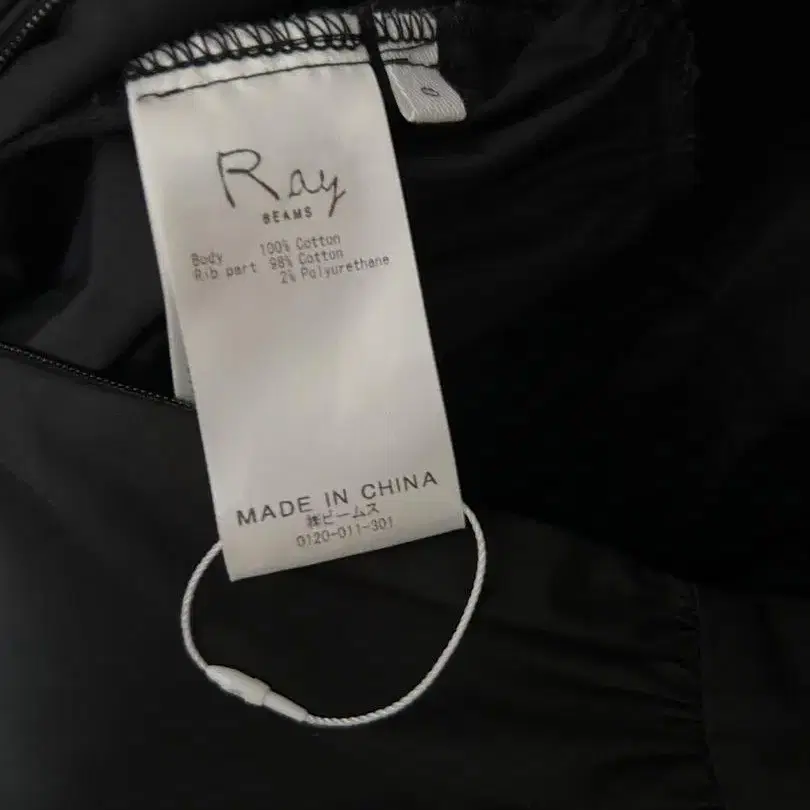 0
Ray
BEAMS
Body 100% Cotton
Rib part 98% Cotton
2% Polyurethane
MADE IN CHINA
㈱ビームス
0120-011-301